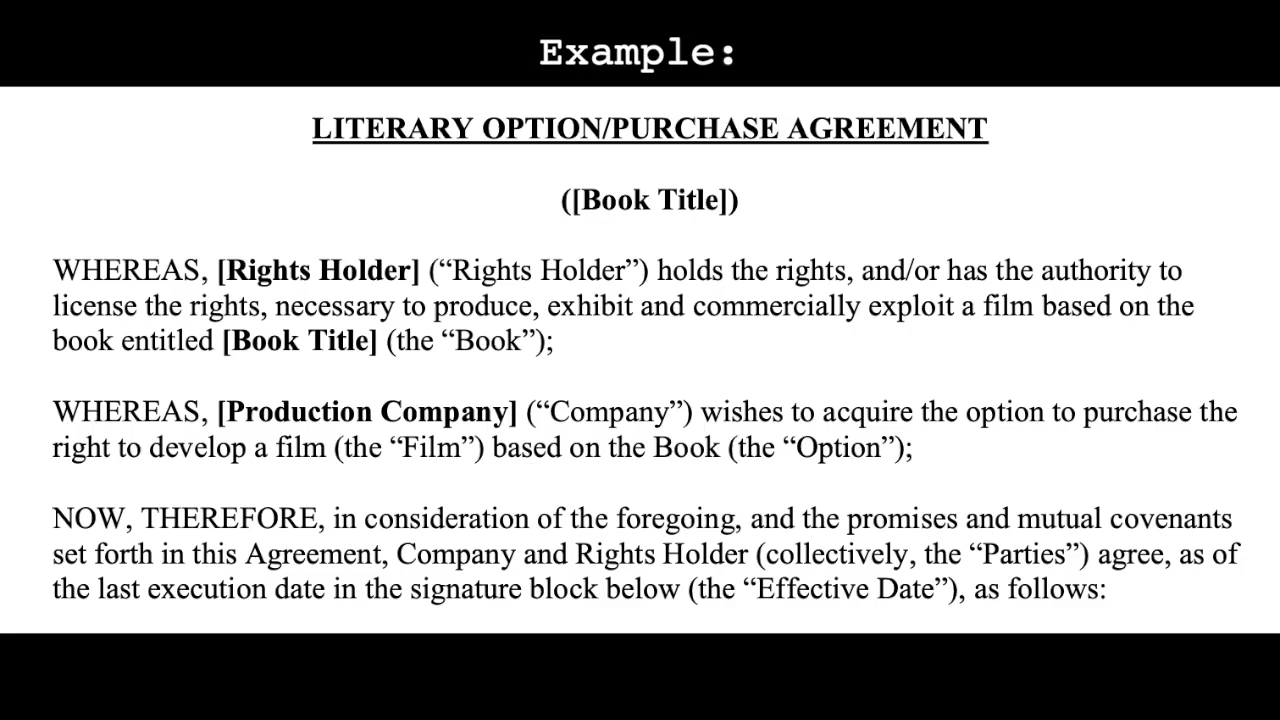 Example:
LITERARY OPTION/PURCHASE AGREEMENT
([Book Title])
WHEREAS, [Rights Holder] (“Rights Holder”) holds the rights, and/or has the authority to
license the rights, necessary to produce, exhibit and commercially exploit a film based on the
book entitled [Book Title] (the “Book”);
WHEREAS, [Production Company] (“Company”) wishes to acquire the option to purchase the
right to develop a film (the “Film”) based on the Book (the “Option”);
NOW, THEREFORE, in consideration of the foregoing, and the promises and mutual covenants
set forth in this Agreement, Company and Rights Holder (collectively, the “Parties”) agree, as of
the last execution date in the signature block below (the “Effective Date”), as follows: